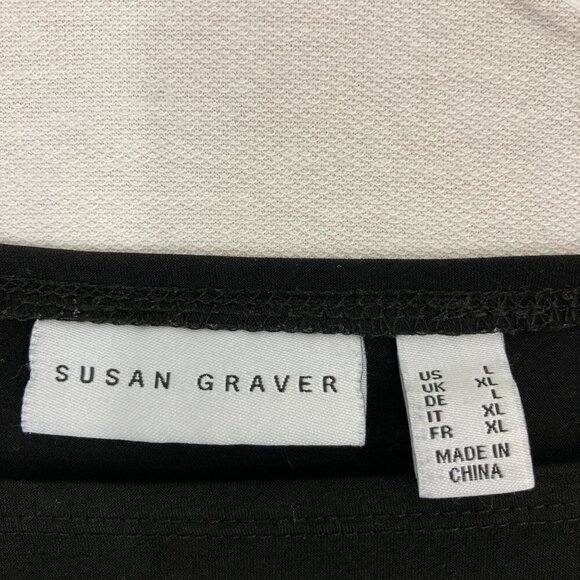 SUSAN GRAVER
US L
UK XL
DE L
IT XL
FR XL
MADE IN
CHINA